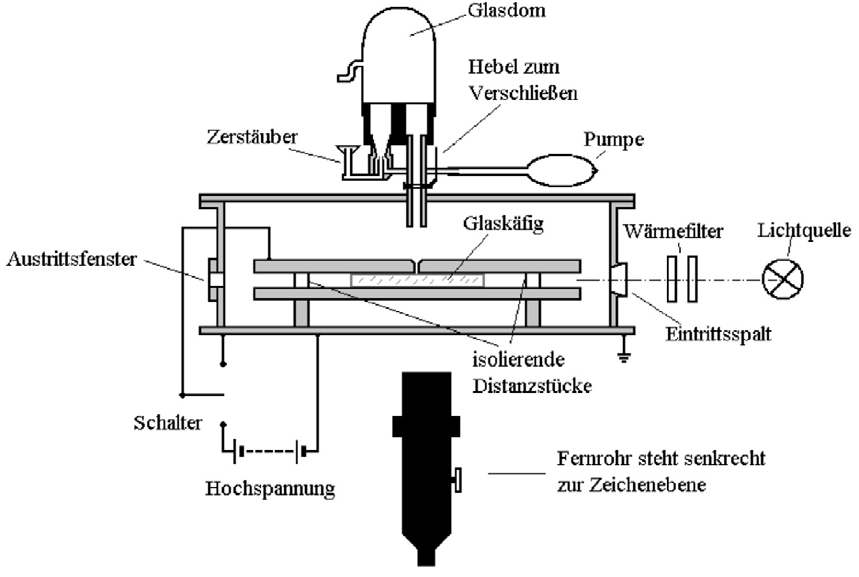 Glasdom
Hebel zum
Verschließen
Zerstäuber
Pumpe
Glaskäfig
Wärmefilter
Lichtquelle
Austrittsfenster
Eintrittsspalt
isolierende
Distanzstücke
Schalter
Hochspannung
Fernrohr steht senkrecht
zur Zeichenebene